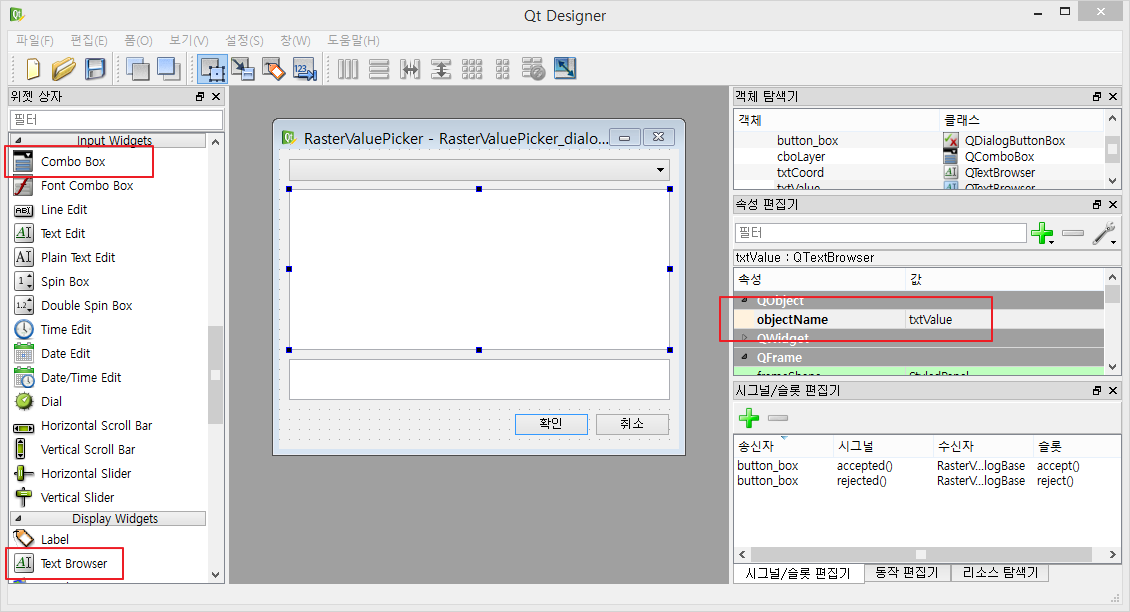 Qt Designer
파일(F) 편집(E) 폼(O) 보기(V) 설정(S) 창(W) 도움말(H)
위젯 상자
필터
Input Widgets
Combo Box
Font Combo Box
Line Edit
Text Edit
Plain Text Edit
Spin Box
Double Spin Box
Time Edit
Date Edit
Date/Time Edit
Dial
Horizontal Scroll Bar
Vertical Scroll Bar
Horizontal Slider
Vertical Slider
Display Widgets
Label
Text Browser
RasterValuePicker - RasterValuePicker_dialo...
확인 취소
객체 탐색기
객체 클래스
button_box QDialogButtonBox
cboLayer QComboBox
txtCoord QTextBrowser
txtValue QTextBrowser
속성 편집기
필터
txtValue : QTextBrowser
속성 값
QObject
objectName txtValue
QWidget
QFrame
frameShape StyledPanel
시그널/슬롯 편집기
송신자 시그널 수신자 슬롯
button_box accepted() RasterV...logBase accept()
button_box rejected() RasterV...logBase reject()
시그널/슬롯 편집기 동작 편집기 리소스 탐색기